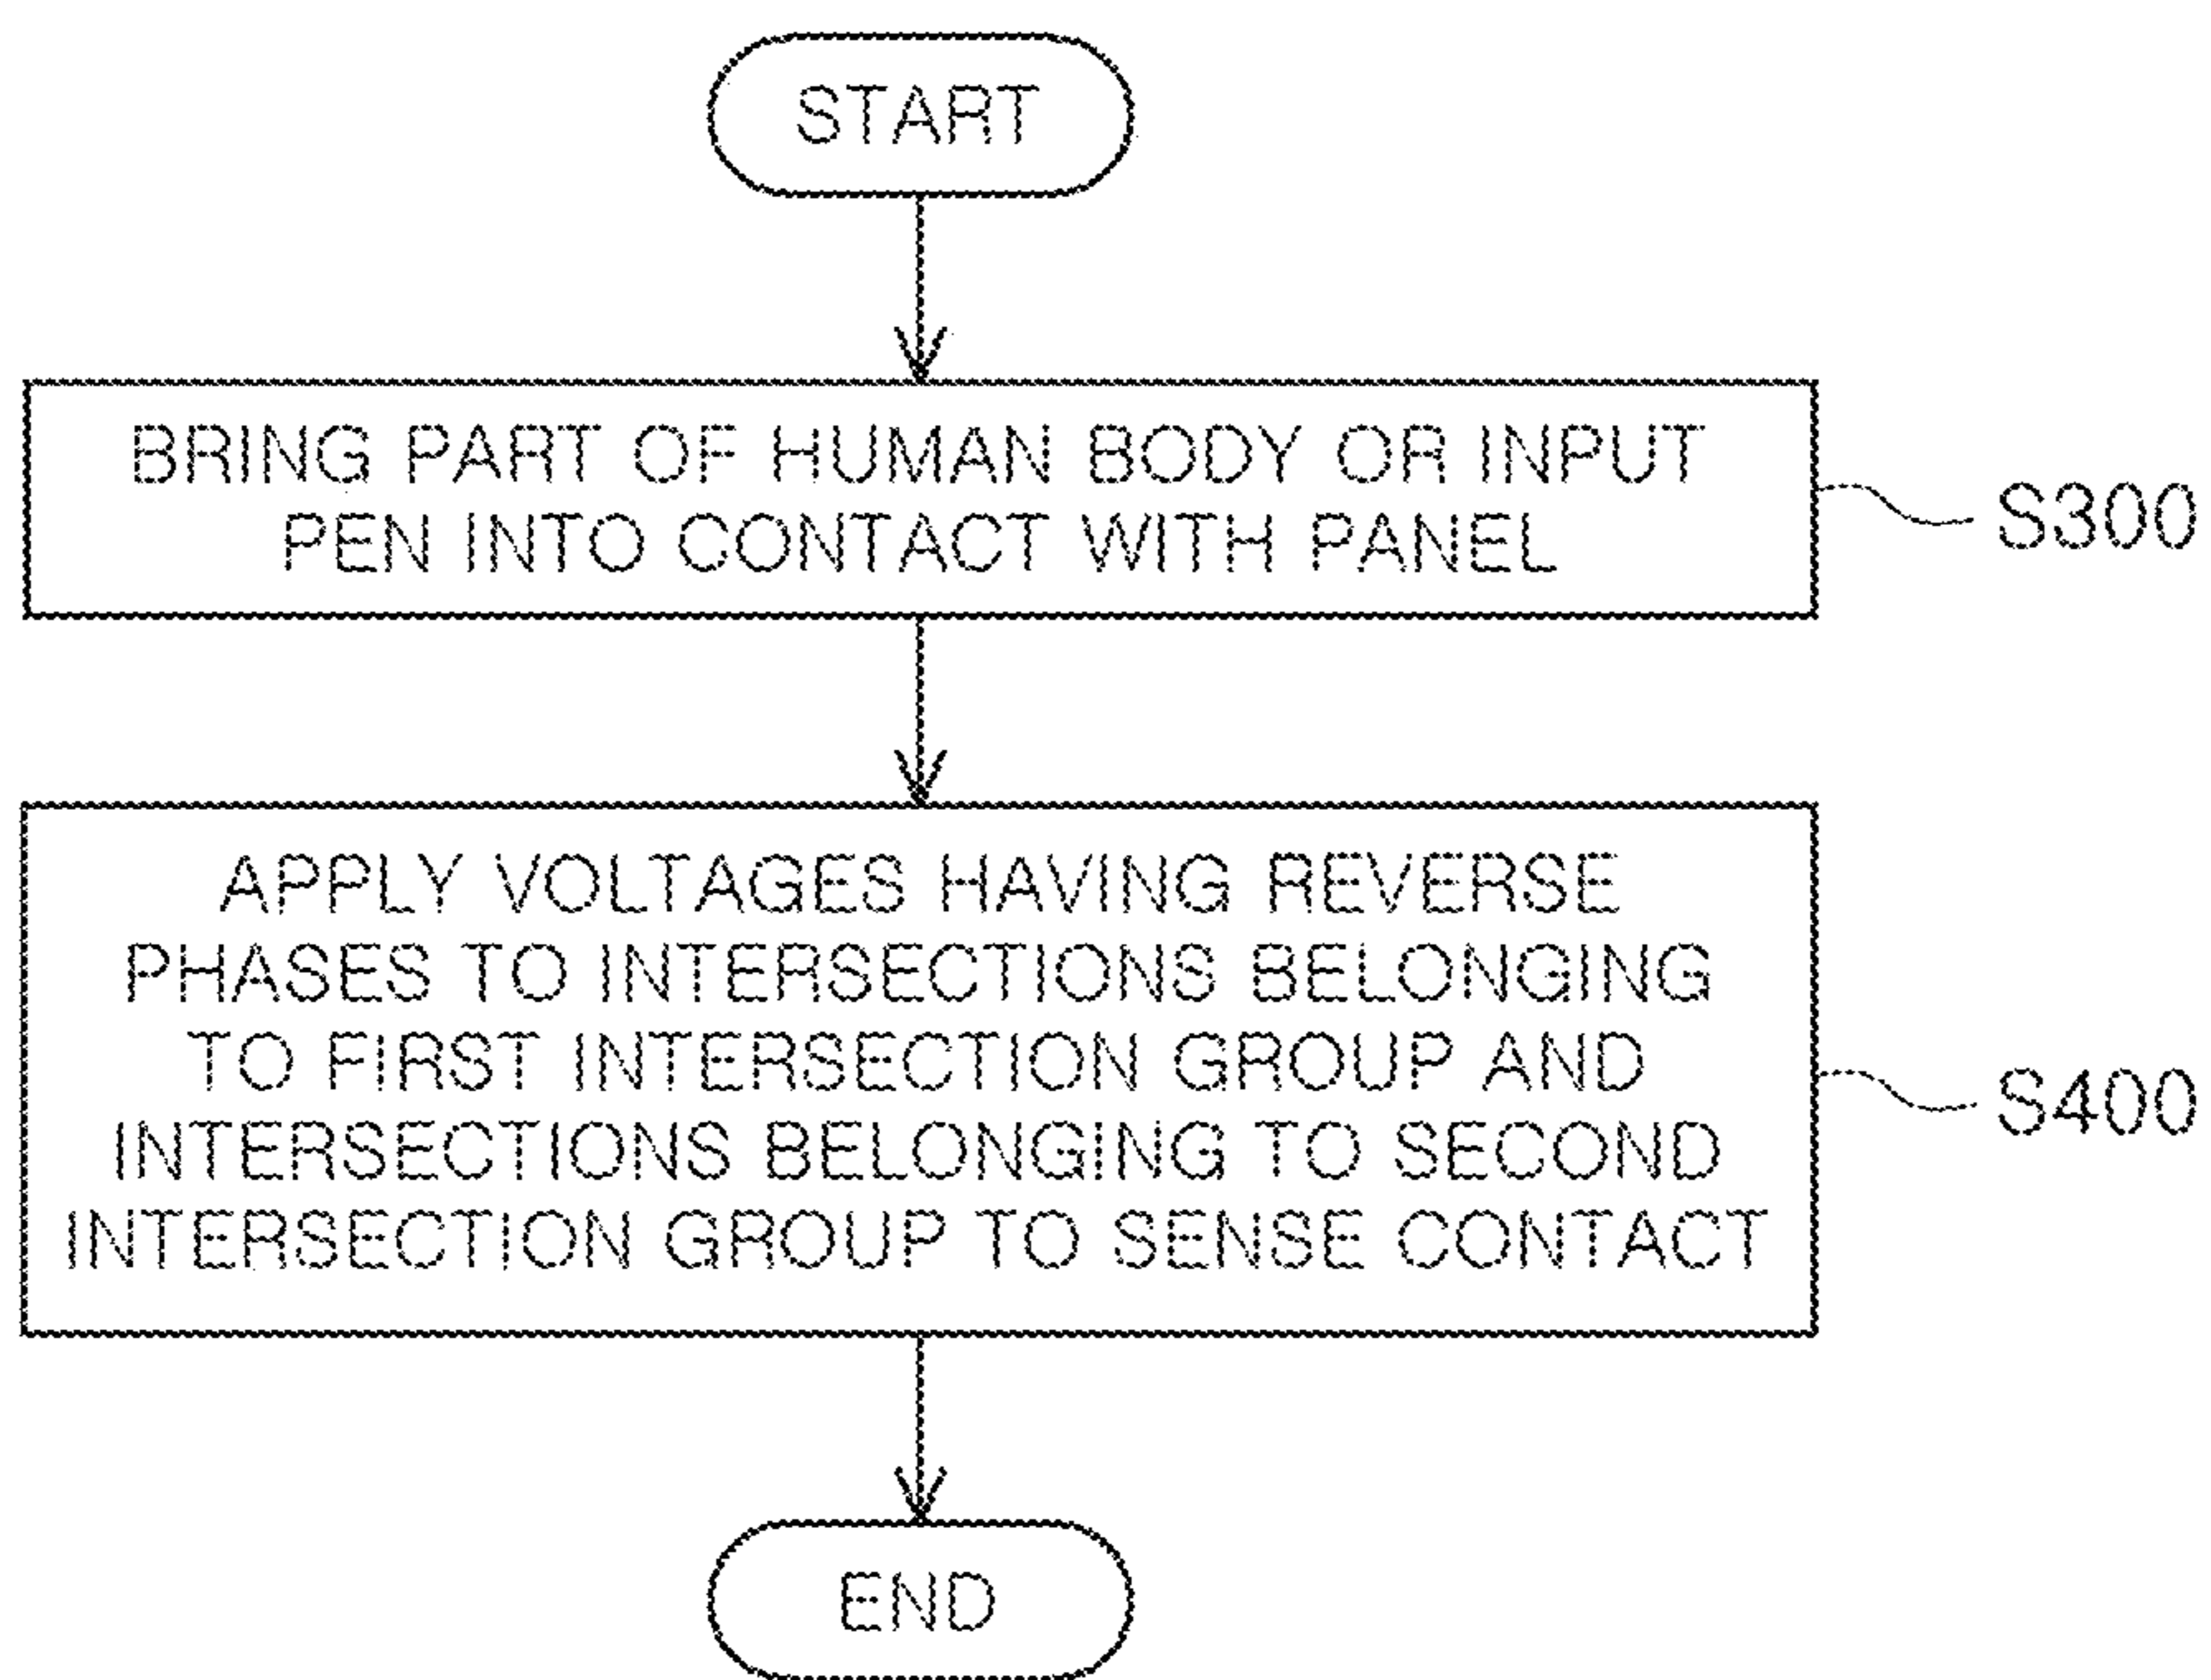 START
BRING PART OF HUMAN BODY OR INPUT
PEN INTO CONTACT WITH PANEL
S300
APPLY VOLTAGES HAVING REVERSE
PHASES TO INTERSECTIONS BELONGING
TO FIRST INTERSECTION GROUP AND
INTERSECTIONS BELONGING TO SECOND
INTERSECTION GROUP TO SENSE CONTACT
S400
END